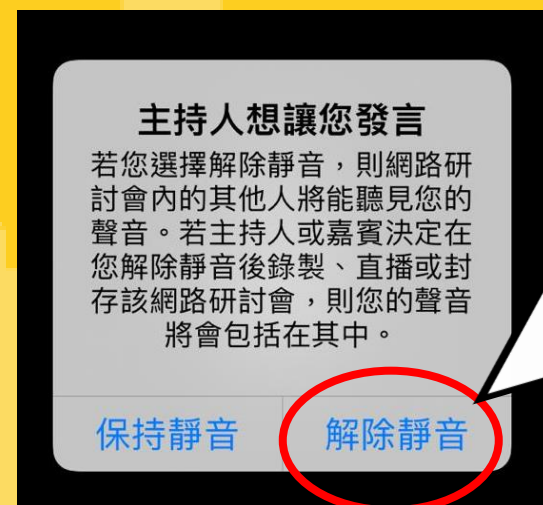 主持人想讓您發言
若您選擇解除靜音，則網路研
討會內的其他人將能聽見您的
聲音。若主持人或嘉賓決定在
您解除靜音後錄製、直播或封
存該網路研討會，則您的聲音
將會包括在其中。
保持靜音 解除靜音